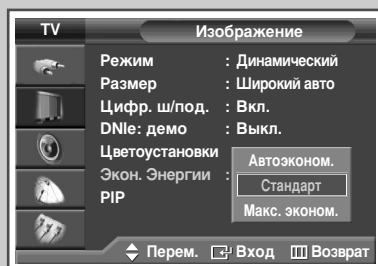 TV
Изображение
Режим : Динамический
Размер : Широкий авто
Цифр. ш/под. : Вкл.
DNIe: демо : Выкл.
Цветоустановки
Экон. Энергии :
PIP
Автоэконом.
Стандарт
Макс. эконом.
Перем. Вход Возврат